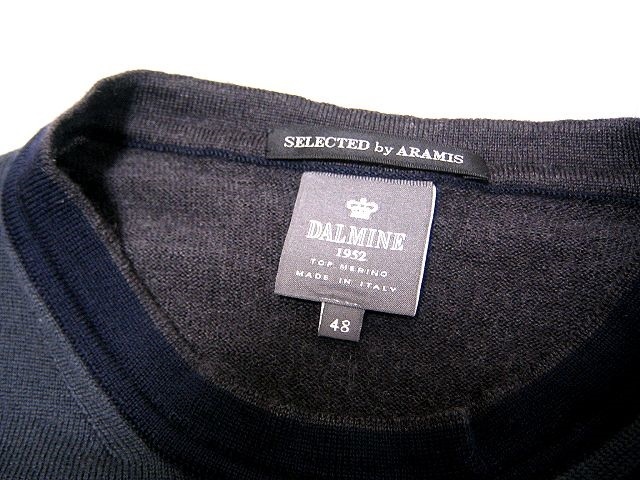 SELECTED by ARAMIS
DALMINE
1952
TOP MERINO
MADE IN ITALY
48